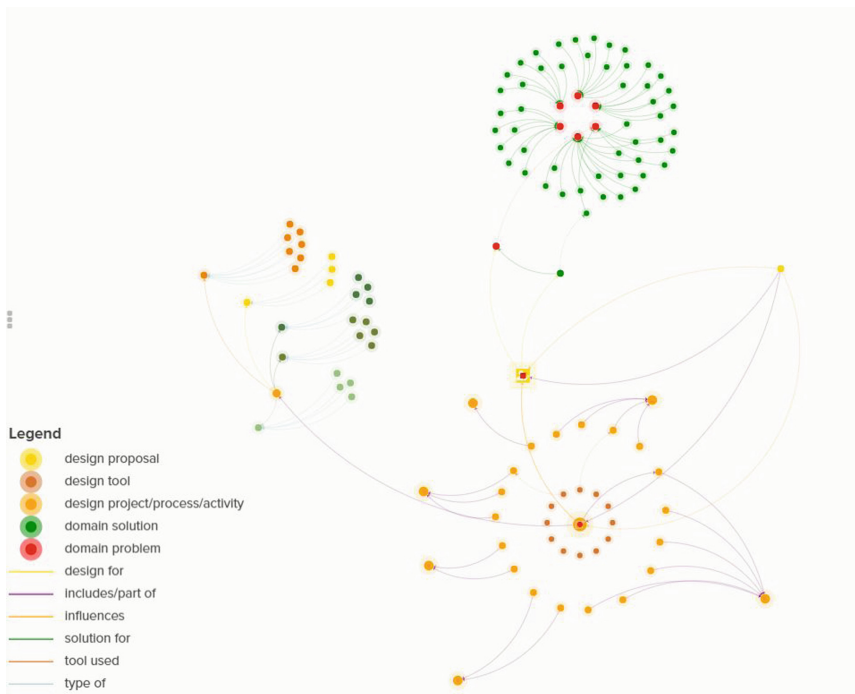 Legend
design proposal
design tool
design project/process/activity
domain solution
domain problem
design for
includes/part of
influences
solution for
tool used
type of